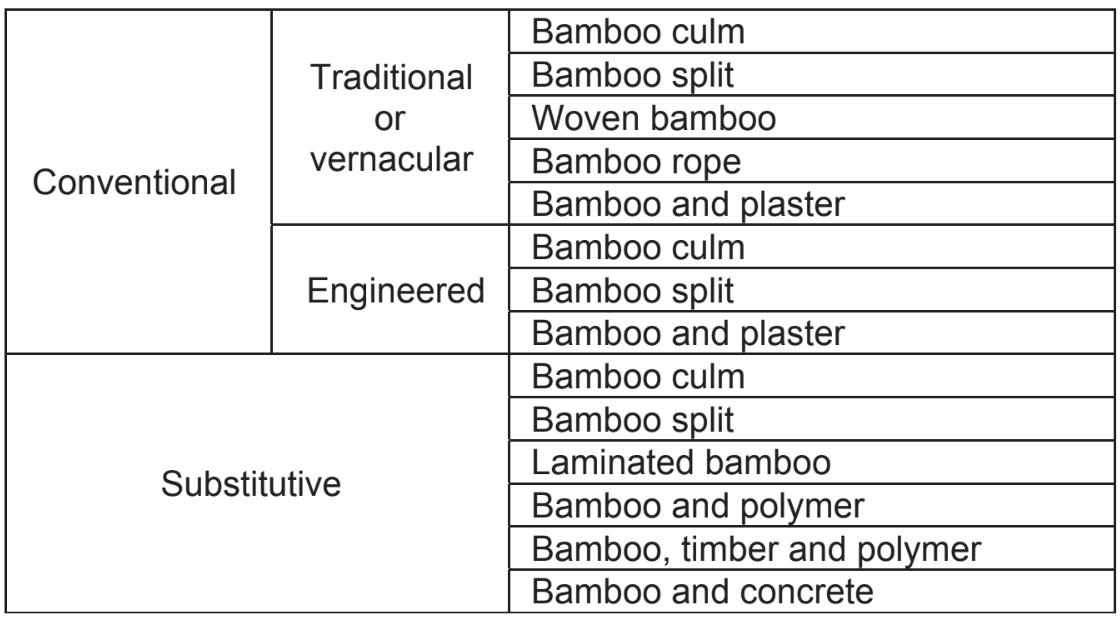 Conventional
Traditional
or
vernacular
Bamboo culm
Bamboo split
Woven bamboo
Bamboo rope
Bamboo and plaster
Engineered
Bamboo culm
Bamboo split
Bamboo and plaster
Substitutive
Bamboo culm
Bamboo split
Laminated bamboo
Bamboo and polymer
Bamboo, timber and polymer
Bamboo and concrete